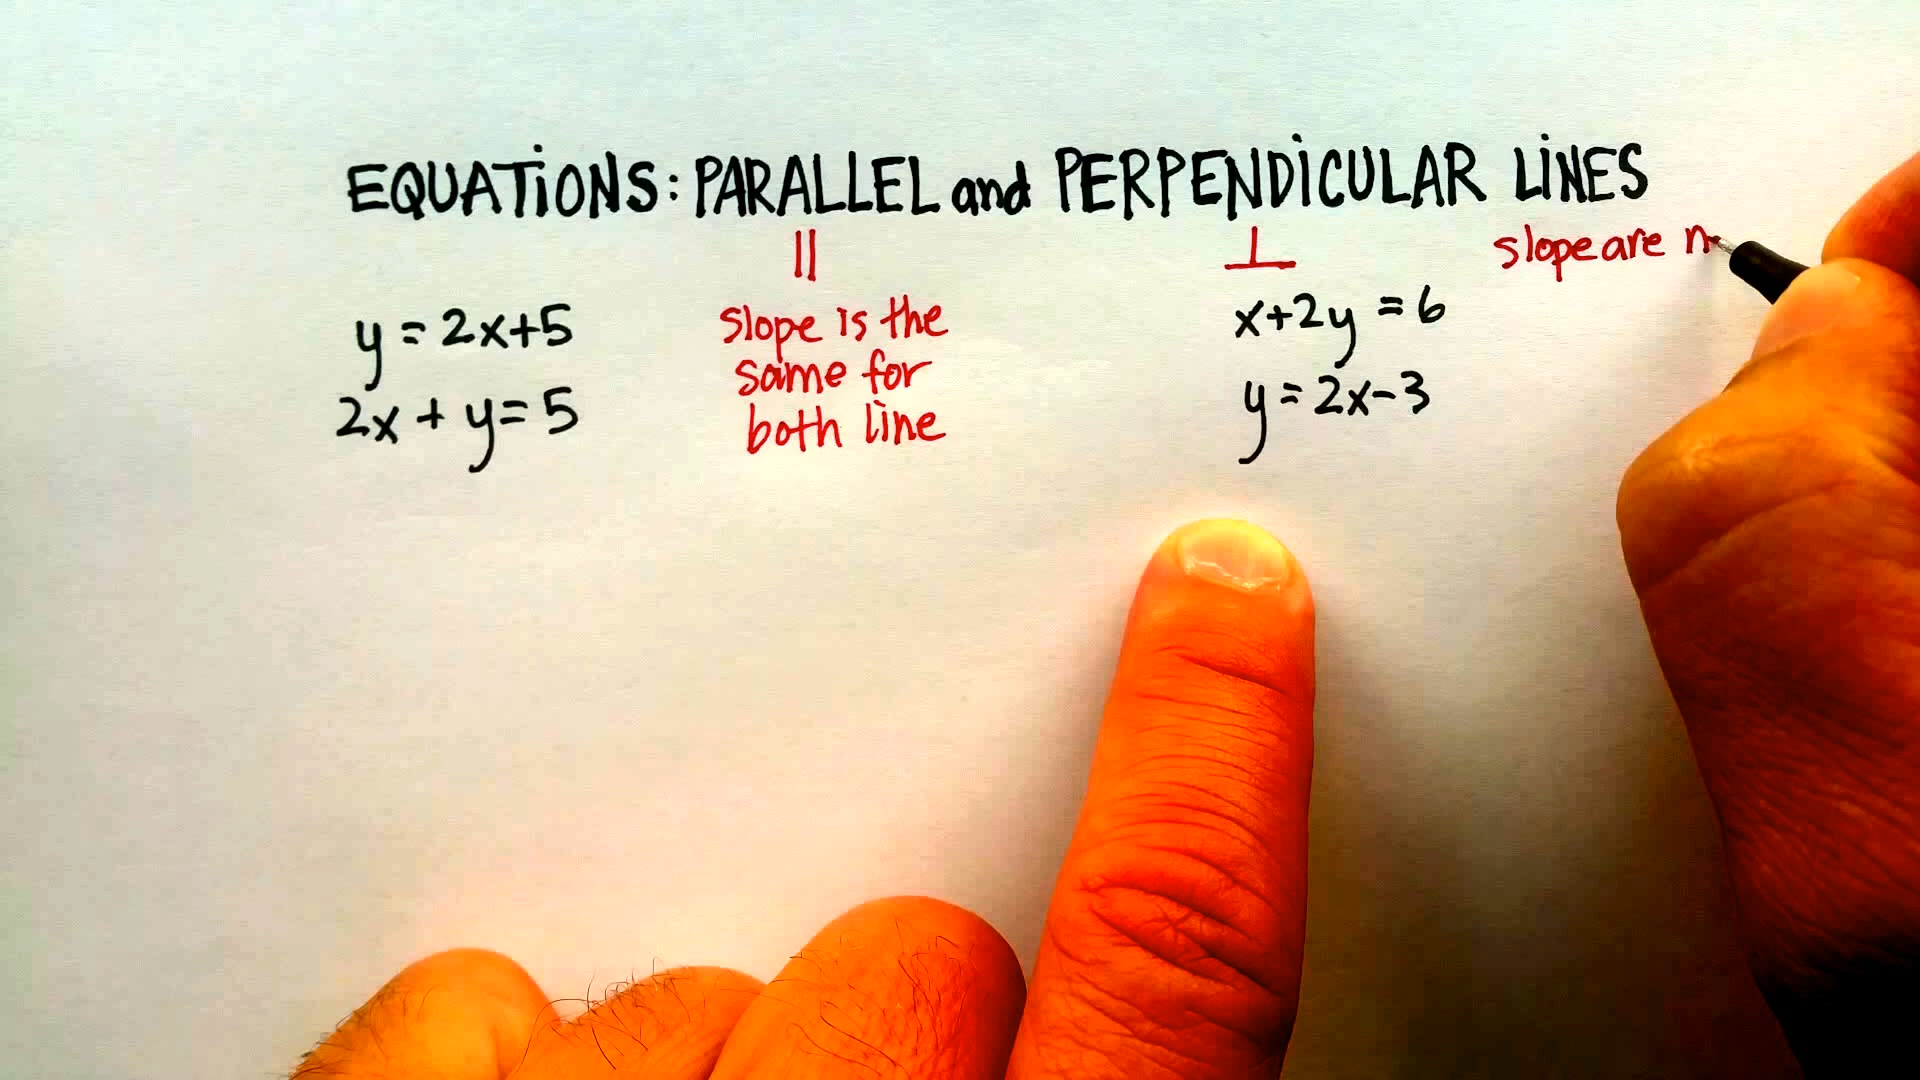 EQUATIONS: PARALLEL and PERPENDICULAR LINES
||
slope is the
same for
both line
y = 2x+5
2x + y = 5
⊥
x+2y = 6
y = 2x-3
slope are n